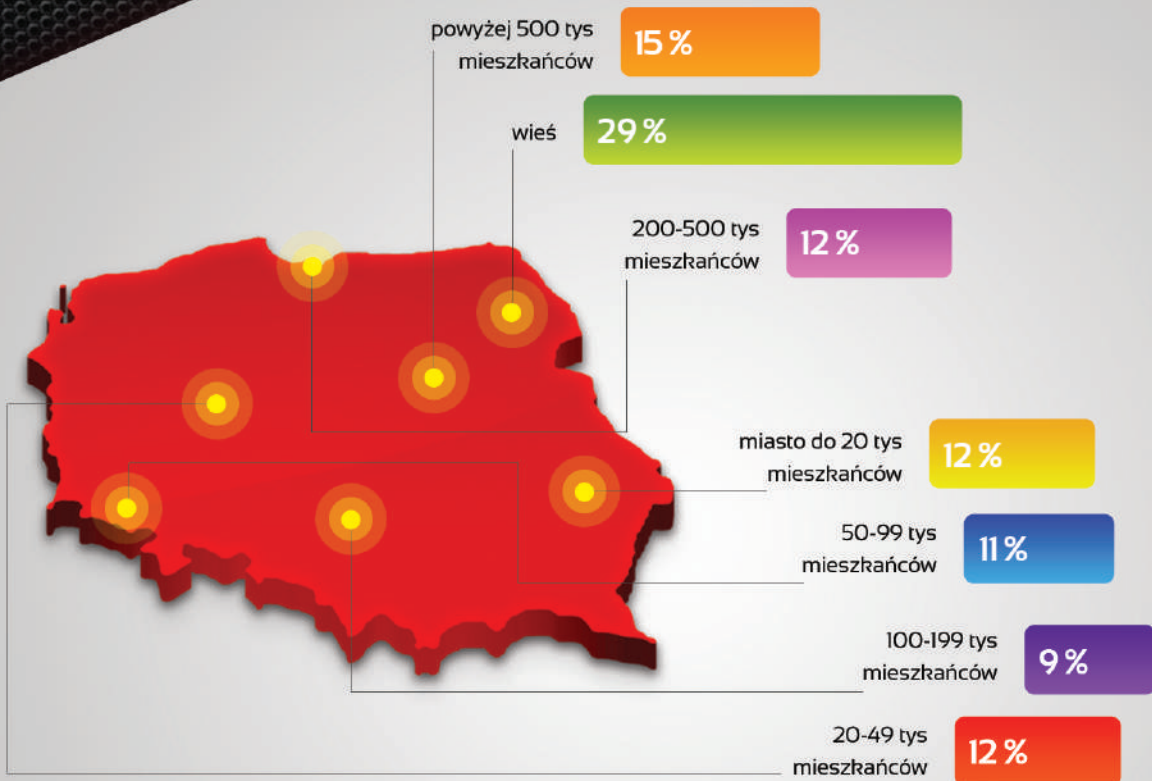 powyżej 500 tys
mieszkańców
15 %
wieś
29 %
200-500 tys
mieszkańców
12 %
miasto do 20 tys
mieszkańców
12 %
50-99 tys
mieszkańców
11 %
100-199 tys
mieszkańców
9 %
20-49 tys
mieszkańców
12 %